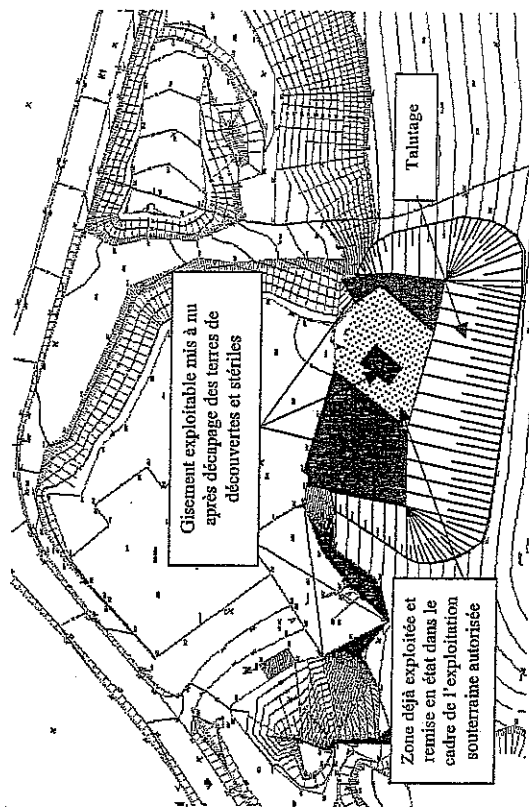 Gisement exploitable mis à nu
après décapage des terres de
découvertes et stériles
Talutage
Zone déjà exploitée et
remise en état dans le
cadre de l'exploitation
souterraine autorisée